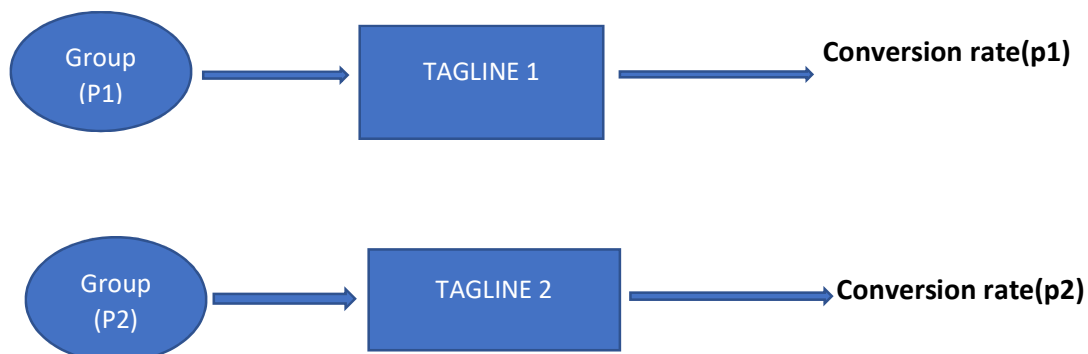 Group
(P1)
TAGLINE 1
Conversion rate(p1)
Group
(P2)
TAGLINE 2
Conversion rate(p2)